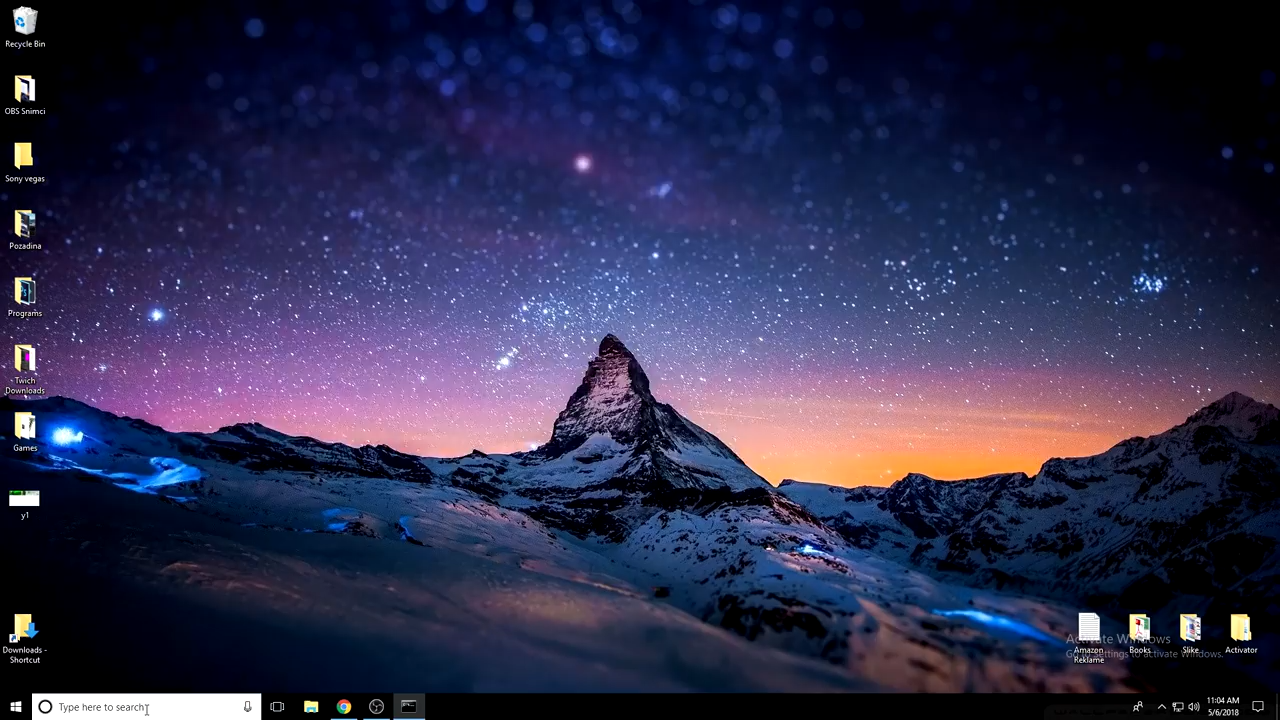 Recycle Bin
OBS Snimci
Sony vegas
Pozadina
Programs
Twich
Downloads
Games
y1
Downloads -
Shortcut
Activate Windows
Go to Settings to activate Windows.
Amazon
Reklame
Books
Slike
Activator
Type here to search
11:04 AM
5/6/2018